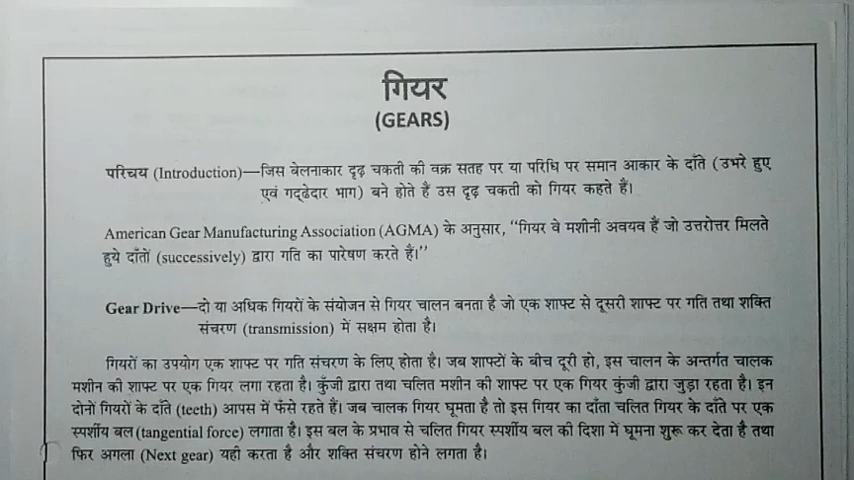 गियर
(GEARS)
परिचय (Introduction)—जिस बेलनाकार दृढ़ चकती की वक्र सतह पर या परिधि पर समान आकार के दाँते (उभरे हुए
एवं गद्ढेदार भाग) बने होते हैं उस दृढ़ चकती को गियर कहते हैं।
American Gear Manufacturing Association (AGMA) के अनुसार, “गियर वे मशीनी अवयव हैं जो उत्तरोत्तर मिलते
हुये दाँतों (successively) द्वारा गति का पारेषण करते हैं।”
Gear Drive—दो या अधिक गियरों के संयोजन से गियर चालन बनता है जो एक शाफ्ट से दूसरी शाफ्ट पर गति तथा शक्ति
संचरण (transmission) में सक्षम होता है।
गियरों का उपयोग एक शाफ्ट पर गति संचरण के लिए होता है। जब शाफ्टों के बीच दूरी हो, इस चालन के अन्तर्गत चालक
मशीन की शाफ्ट पर एक गियर लगा रहता है। कुँजी द्वारा तथा चलित मशीन की शाफ्ट पर एक गियर कुंजी द्वारा जुड़ा रहता है। इन
दोनों गियरों के दाँते (teeth) आपस में फँसे रहते हैं। जब चालक गियर घूमता है तो इस गियर का दाँता चलित गियर के दाँते पर एक
स्पर्शीय बल (tangential force) लगाता है। इस बल के प्रभाव से चलित गियर स्पर्शीय बल की दिशा में घूमना शुरू कर देता है तथा
फिर अगला (Next gear) यही करता है और शक्ति संचरण होने लगता है।